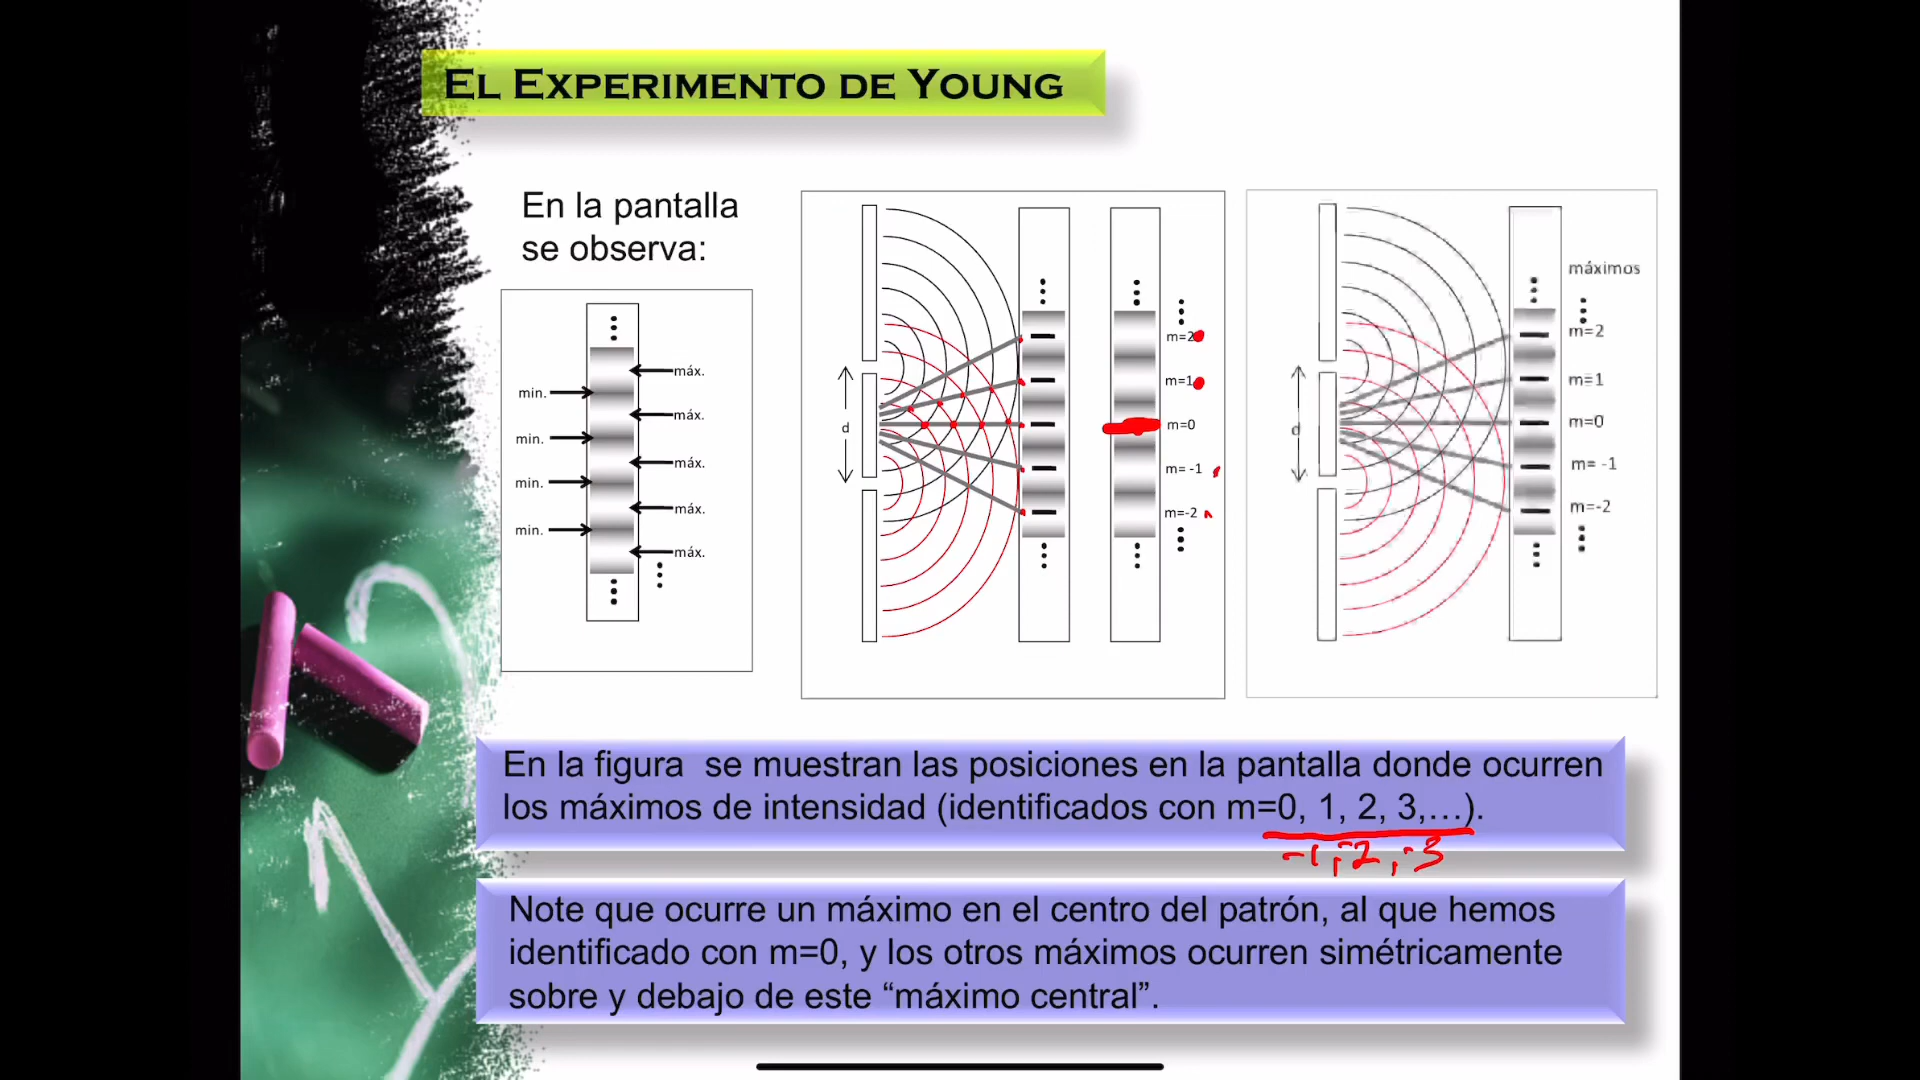 EL EXPERIMENTO DE YOUNG
En la pantalla
se observa:
máx.
min.
máx.
min.
máx.
min.
máx.
min.
máx.
d
m=2
m=1
m=0
m= -1
m=-2
d
máximos
m=2
m=1
m=0
m= -1
m=-2
En la figura se muestran las posiciones en la pantalla donde ocurren
los máximos de intensidad (identificados con m=0, 1, 2, 3,…).
-1, -2, -3
Note que ocurre un máximo en el centro del patrón, al que hemos
identificado con m=0, y los otros máximos ocurren simétricamente
sobre y debajo de este “máximo central”.